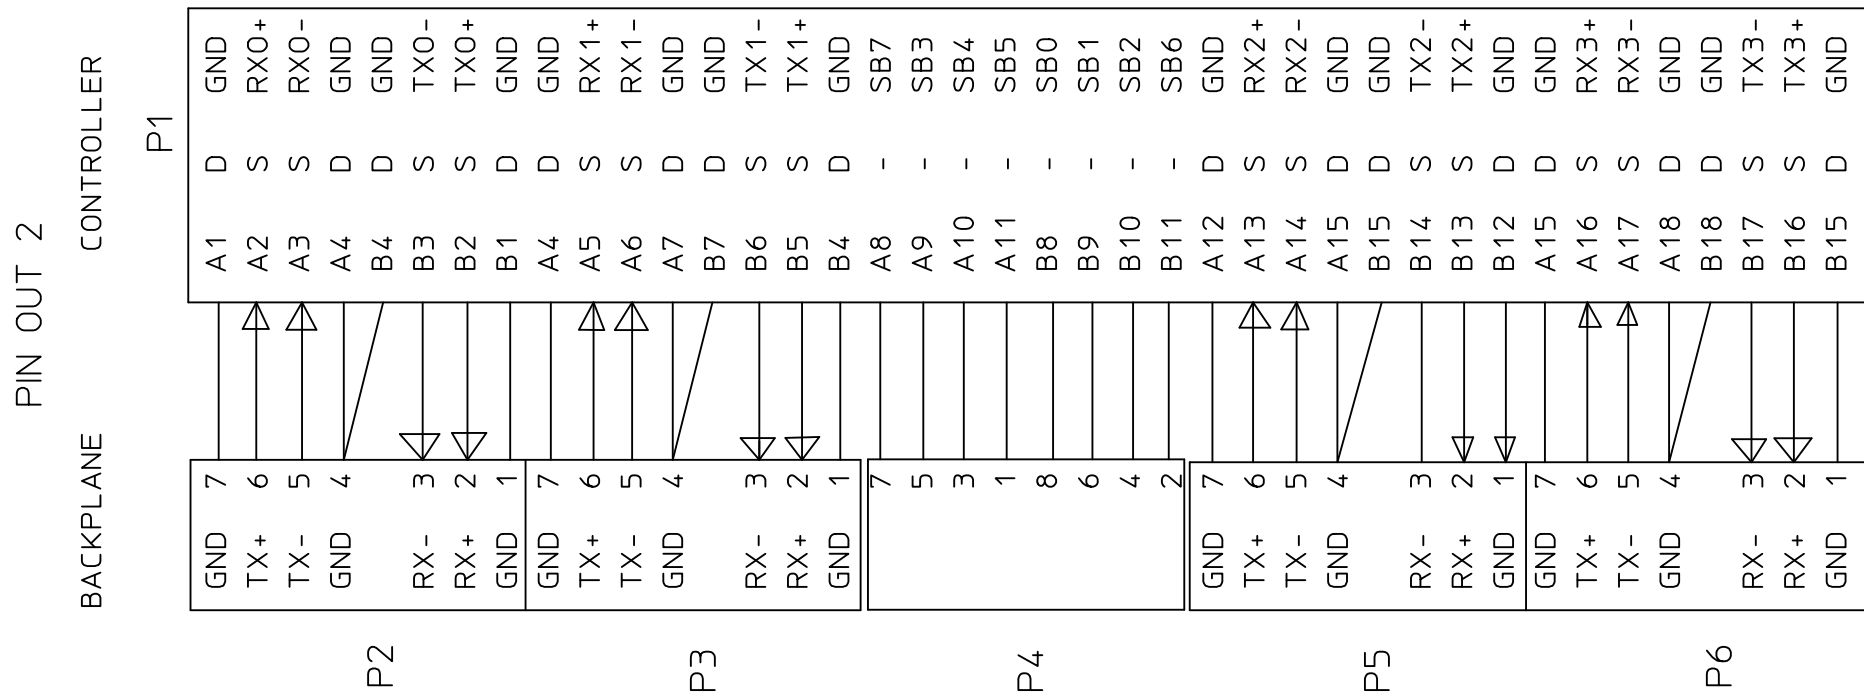 PIN OUT 2
BACKPLANE CONTROLLER
P1
GND 7 A1 D GND
TX+ 6 A2 S RX0+
TX- 5 A3 S RX0-
GND 4 A4 D GND
P2 B4 D GND
RX- 3 B3 S TX0-
RX+ 2 B2 S TX0+
GND 1 B1 D GND
GND 7 A4 D GND
TX+ 6 A5 S RX1+
TX- 5 A6 S RX1-
GND 4 A7 D GND
P3 B7 D GND
RX- 3 B6 S TX1-
RX+ 2 B5 S TX1+
GND 1 B4 D GND
7 A8 - SB7
5 A9 - SB3
3 A10 - SB4
1 A11 - SB5
P4
8 B8 - SB0
6 B9 - SB1
4 B10 - SB2
2 B11 - SB6
GND 7 A12 D GND
TX+ 6 A13 S RX2+
TX- 5 A14 S RX2-
GND 4 A15 D GND
P5 B15 D GND
RX- 3 B14 S TX2-
RX+ 2 B13 S TX2+
GND 1 B12 D GND
GND 7 A15 D GND
TX+ 6 A16 S RX3+
TX- 5 A17 S RX3-
GND 4 A18 D GND
P6 B18 D GND
RX- 3 B17 S TX3-
RX+ 2 B16 S TX3+
GND 1 B15 D GND